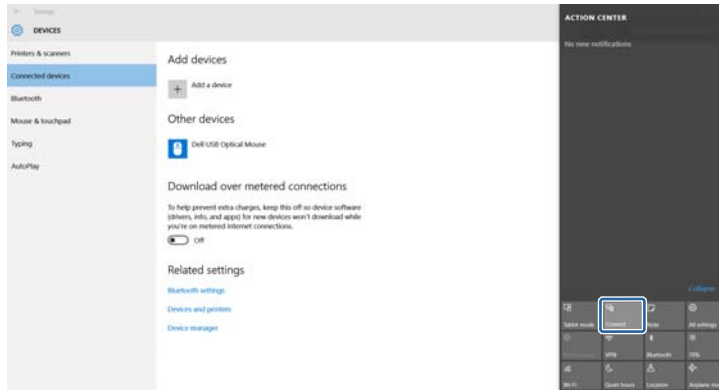 Settings
DEVICES
Printers & scanners
Connected devices
Bluetooth
Mouse & touchpad
Typing
AutoPlay
Add devices
Add a device
Other devices
Dell USB Optical Mouse
Download over metered connections
To help prevent extra charges, keep this off so device software
(drivers, info, and apps) for new devices won't download while
you're on metered Internet connections.
Off
Related settings
Bluetooth settings
Devices and printers
Device manager
ACTION CENTER
No new notifications
Collapse
Tablet mode Connect Note All settings
VPN Bluetooth
Wi-Fi Quiet hours Location Airplane mo